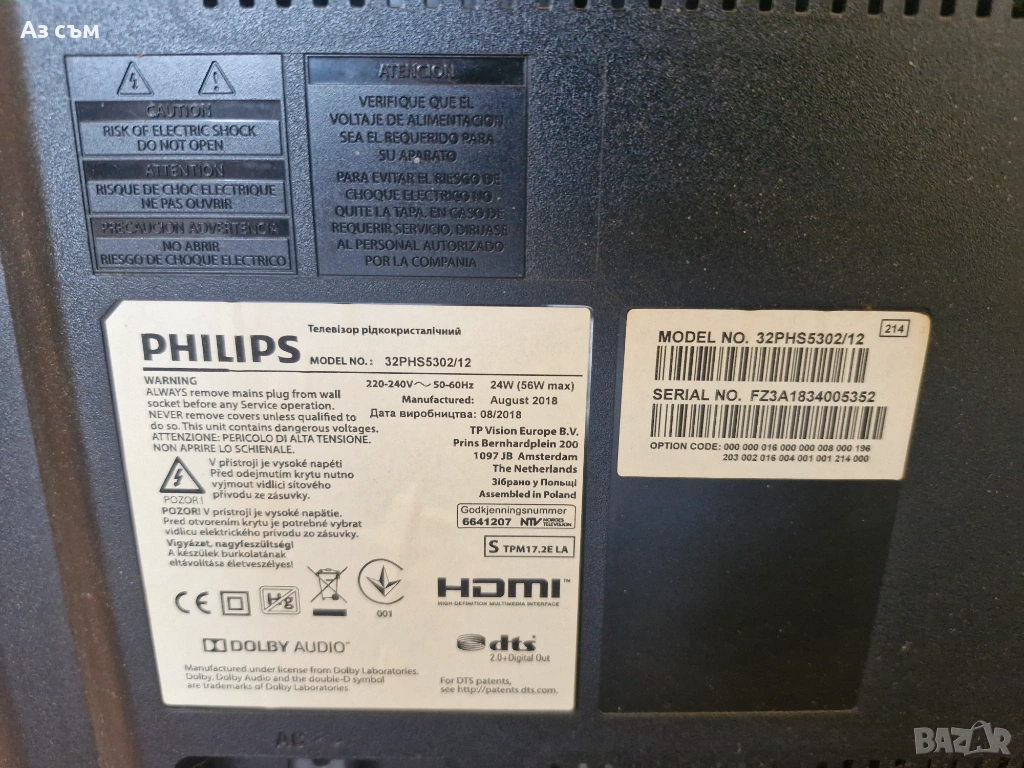 Аз съм
CAUTION
RISK OF ELECTRIC SHOCK
DO NOT OPEN
ATTENTION
RISQUE DE CHOC ELECTRIQUE
NE PAS OUVRIR
PRECAUCION ADVERTENCIA
NO ABRIR
RIESGO DE CHOQUE ELECTRICO
ATENCION
VERIFIQUE QUE EL
VOLTAJE DE ALIMENTACION
SEA EL REQUERIDO PARA
SU APARATO
PARA EVITAR EL RIESGO DE
CHOQUE ELECTRICO NO
QUITE LA TAPA. EN CASO DE
REQUERIR SERVICIO, DIRIJASE
AL PERSONAL AUTORIZADO
POR LA COMPANIA
PHILIPS
Телевізор рідкокристалічний
MODEL NO.: 32PHS5302/12
WARNING
ALWAYS remove mains plug from wall
socket before any Service operation.
NEVER remove covers unless qualified to
do so. This unit contains dangerous voltages.
ATTENZIONE: PERICOLO DI ALTA TENSIONE.
NON APRIRE LO SCHIENALE.
V přístroji je vysoké napětí
Před odejmutím krytu nutno
vyjmout vidlici síťového
přívodu ze zásuvky.
POZOR!
POZOR! V prístroji je vysoké napätie.
Pred otvorením krytu je potrebné vybrat
vidlicu elektrického prívodu zo zásuvky.
Vigyázat, nagyfeszültség!
A készülek burkolatának
eltávolítása életveszélyes!
220-240V~ 50-60Hz 24W (56W max)
Manufactured: August 2018
Дата виробництва: 08/2018
TP Vision Europe B.V.
Prins Bernhardplein 200
1097 JB Amsterdam
The Netherlands
Зібрано у Польщі
Assembled in Poland
Godkjenningsnummer
6641207 NTV NORGES TELEVISJON
S TPM17.2E LA
CE
Hg
001
HDMI™
HIGH-DEFINITION MULTIMEDIA INTERFACE
DOLBY AUDIO™
dts
2.0+Digital Out
Manufactured under license from Dolby Laboratories.
Dolby, Dolby Audio and the double-D symbol
are trademarks of Dolby Laboratories.
For DTS patents,
see http://patents.dts.com.
MODEL NO. 32PHS5302/12
214
SERIAL NO. FZ3A1834005352
OPTION CODE: 000 000 016 000 000 008 000 196
203 002 016 004 001 001 214 000
AC
BAZAR